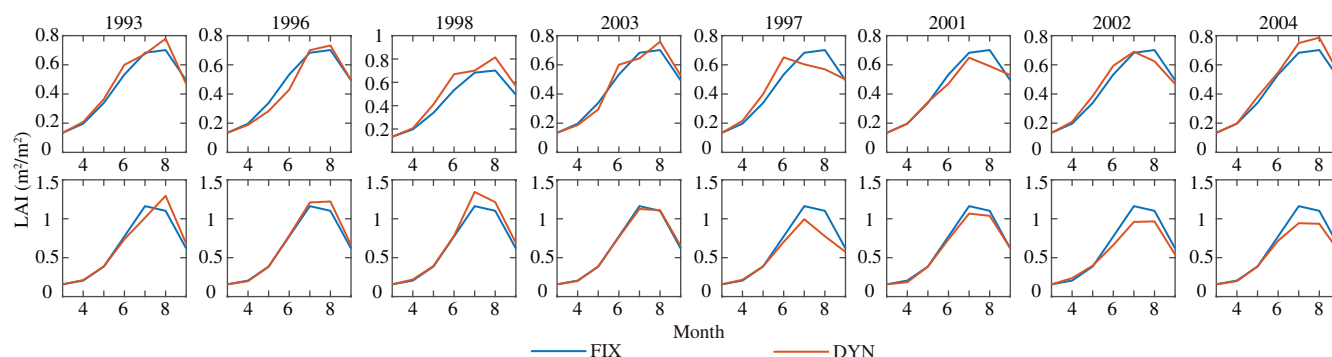 1993 1996 1998 2003 1997 2001 2002 2004
0.8 0.8 1 0.8 0.8 0.8 0.8 0.8
0.6 0.6 0.8 0.6 0.6 0.6 0.6 0.6
0.4 0.4 0.6 0.4 0.4 0.4 0.4 0.4
0.2 0.2 0.4 0.2 0.2 0.2 0.2 0.2
0 0 0.2 0 0 0 0 0
4 6 8 4 6 8 4 6 8 4 6 8 4 6 8 4 6 8 4 6 8 4 6 8
LAI (m²/m²)
1.5 1.5 1.5 1.5 1.5 1.5 1.5 1.5
1 1 1 1 1 1 1 1
0.5 0.5 0.5 0.5 0.5 0.5 0.5 0.5
0 0 0 0 0 0 0 0
4 6 8 4 6 8 4 6 8 4 6 8 4 6 8 4 6 8 4 6 8 4 6 8
Month
FIX DYN